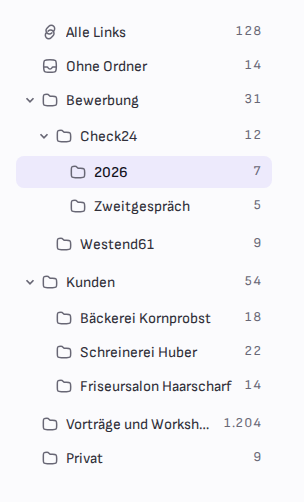 Alle Links 128
Ohne Ordner 14
Bewerbung 31
Check24 12
2026 7
Zweitgespräch 5
Westend61 9
Kunden 54
Bäckerei Kornprobst 18
Schreinerei Huber 22
Friseursalon Haarscharf 14
Vorträge und Worksh... 1.204
Privat 9